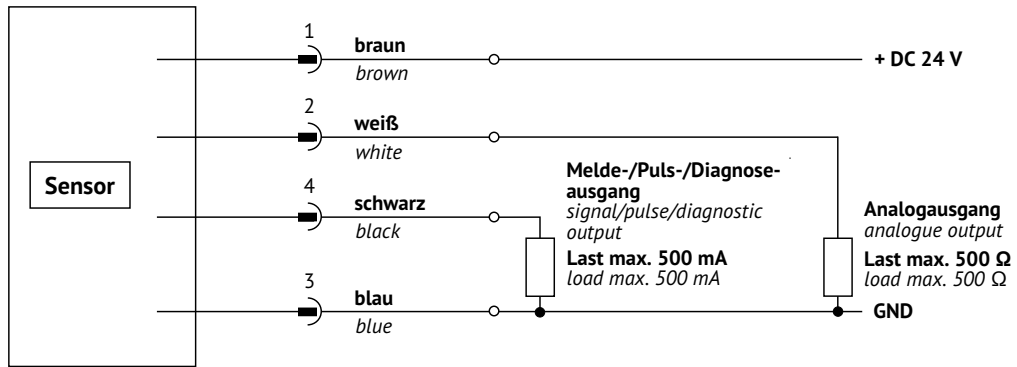 1
braun
brown
+ DC 24 V
2
weiß
white
Sensor
4
schwarz
black
Melde-/Puls-/Diagnose-
ausgang
signal/pulse/diagnostic
output
Last max. 500 mA
load max. 500 mA
Analogausgang
analogue output
Last max. 500 Ω
load max. 500 Ω
3
blau
blue
GND